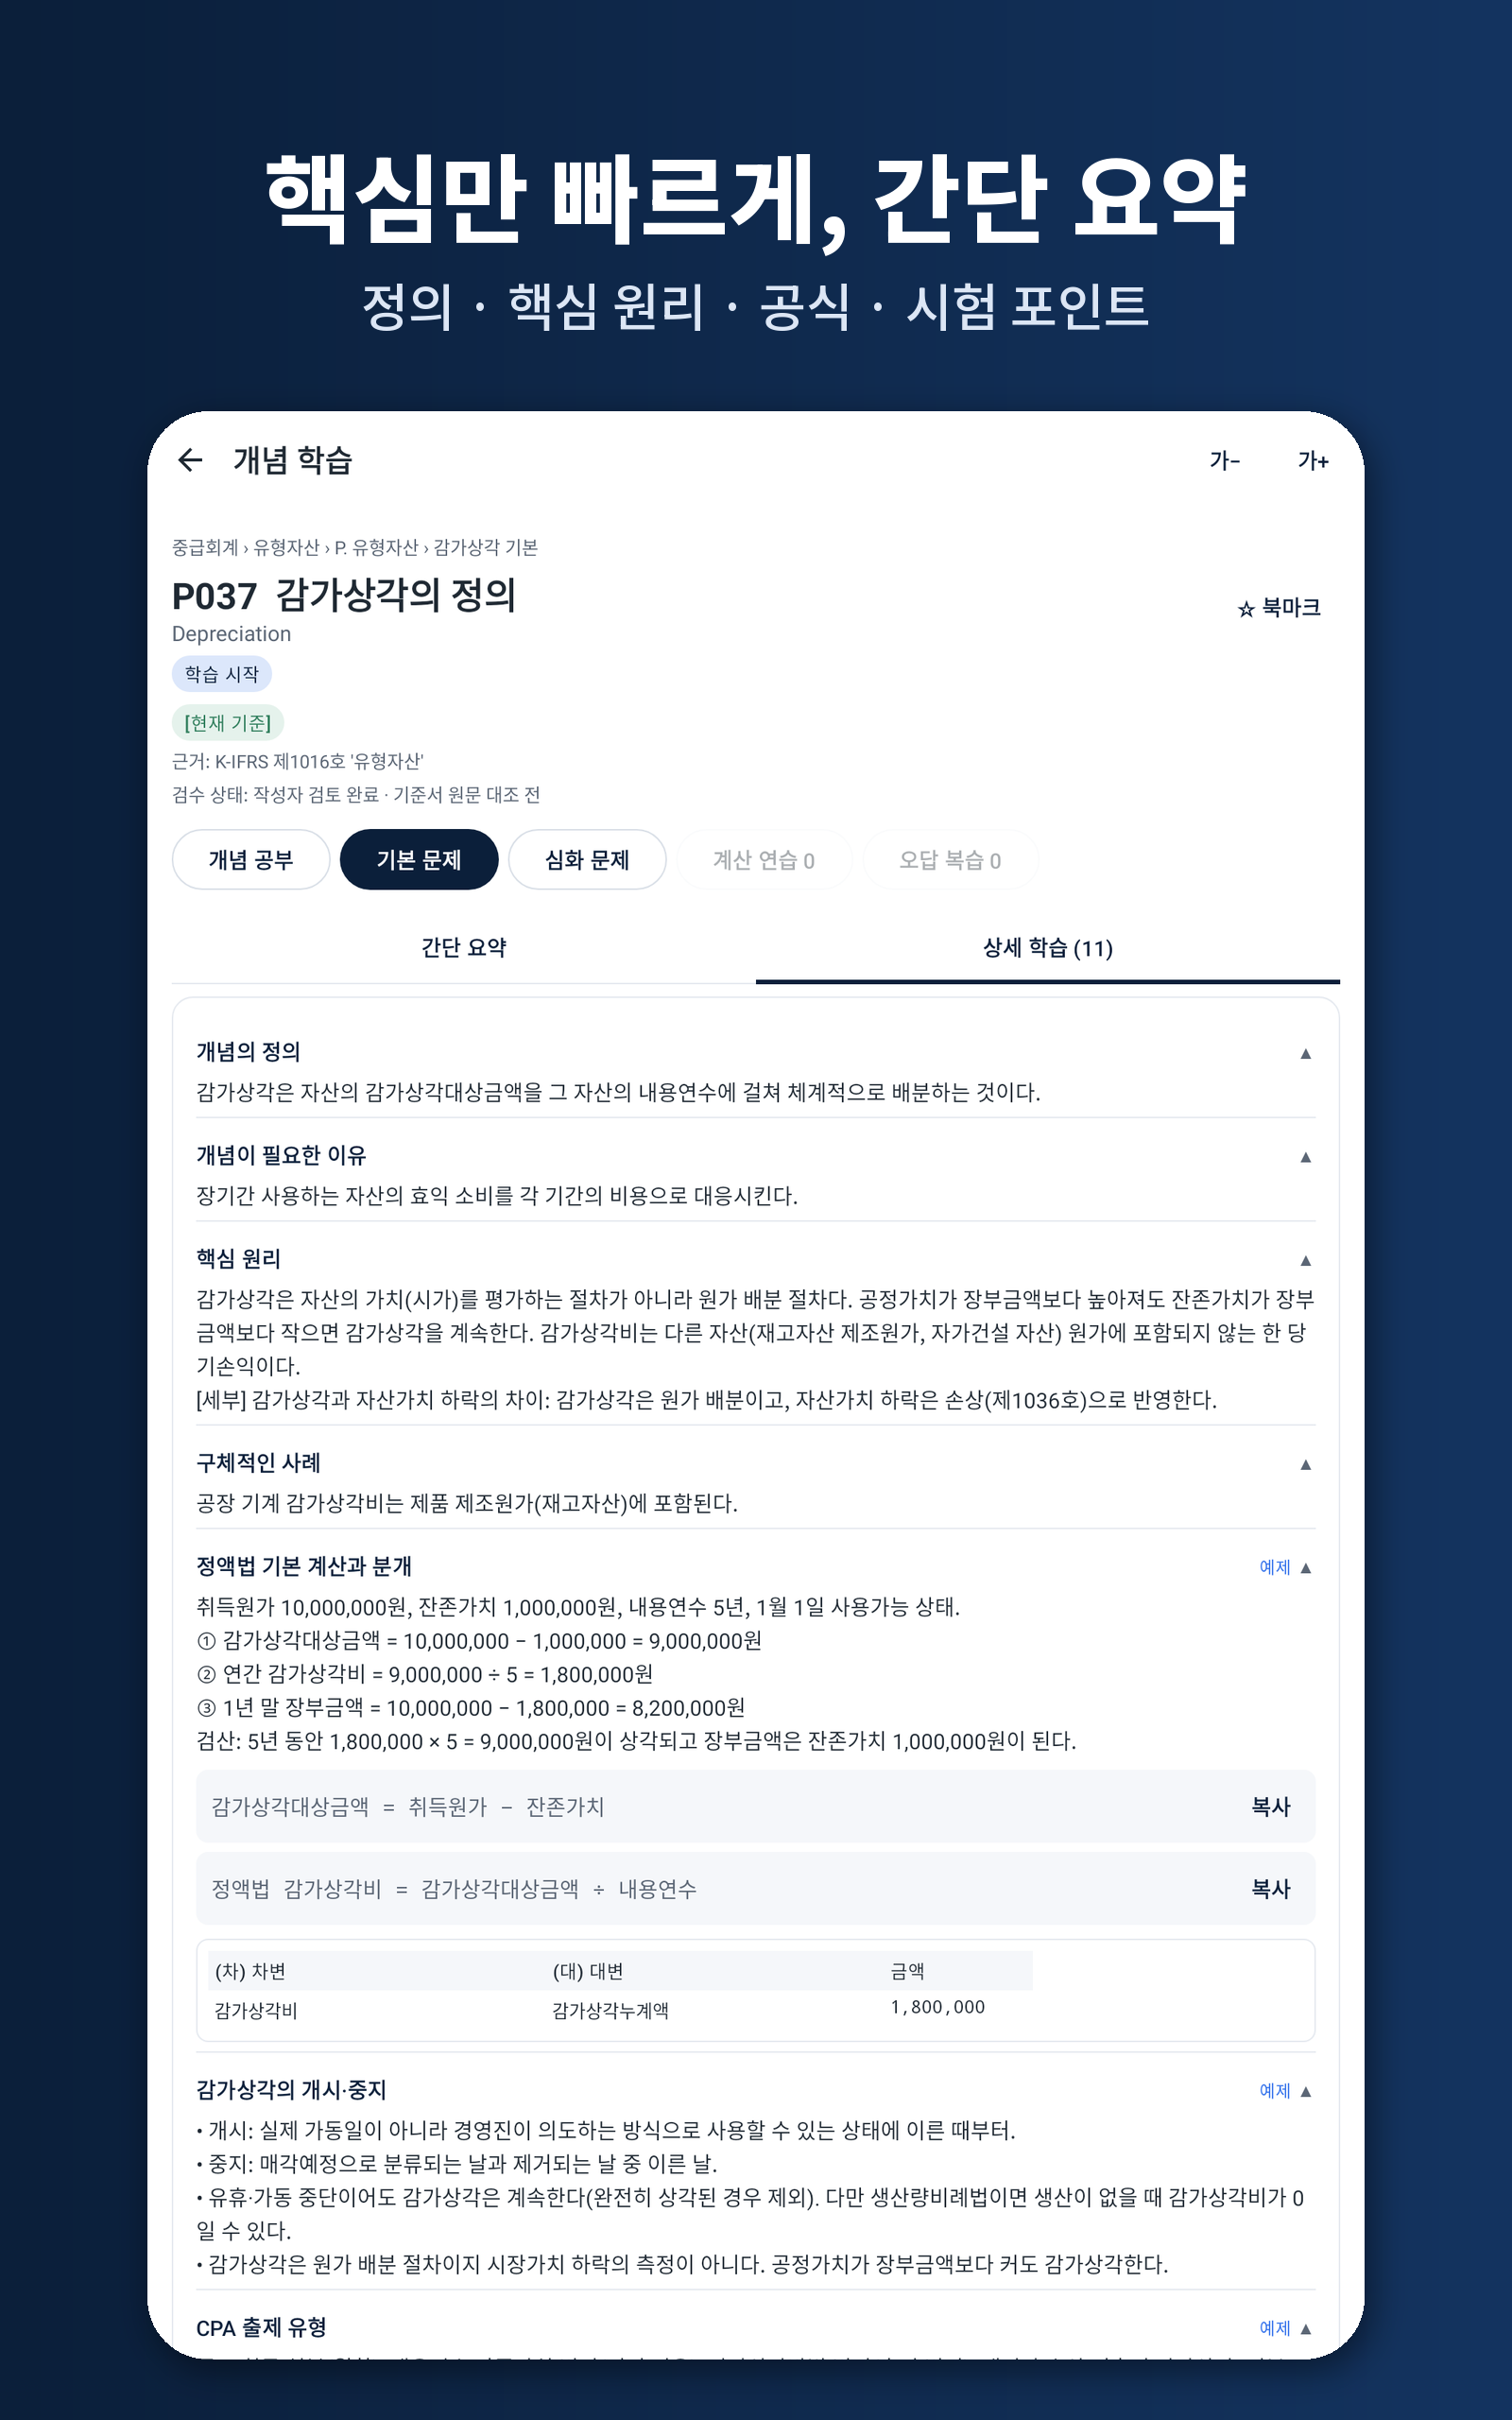 핵심만 빠르게, 간단 요약
정의 · 핵심 원리 · 공식 · 시험 포인트
← 개념 학습 가− 가+
중급회계 › 유형자산 › P. 유형자산 › 감가상각 기본
P037 감가상각의 정의
☆ 북마크
Depreciation
학습 시작
[현재 기준]
근거: K-IFRS 제1016호 '유형자산'
검수 상태: 작성자 검토 완료 · 기준서 원문 대조 전
개념 공부 기본 문제 심화 문제 계산 연습 0 오답 복습 0
간단 요약 상세 학습 (11)
개념의 정의 ▲
감가상각은 자산의 감가상각대상금액을 그 자산의 내용연수에 걸쳐 체계적으로 배분하는 것이다.
개념이 필요한 이유 ▲
장기간 사용하는 자산의 효익 소비를 각 기간의 비용으로 대응시킨다.
핵심 원리 ▲
감가상각은 자산의 가치(시가)를 평가하는 절차가 아니라 원가 배분 절차다. 공정가치가 장부금액보다 높아져도 잔존가치가 장부
금액보다 작으면 감가상각을 계속한다. 감가상각비는 다른 자산(재고자산 제조원가, 자가건설 자산) 원가에 포함되지 않는 한 당
기손익이다.
[세부] 감가상각과 자산가치 하락의 차이: 감가상각은 원가 배분이고, 자산가치 하락은 손상(제1036호)으로 반영한다.
구체적인 사례 ▲
공장 기계 감가상각비는 제품 제조원가(재고자산)에 포함된다.
정액법 기본 계산과 분개 예제 ▲
취득원가 10,000,000원, 잔존가치 1,000,000원, 내용연수 5년, 1월 1일 사용가능 상태.
① 감가상각대상금액 = 10,000,000 − 1,000,000 = 9,000,000원
② 연간 감가상각비 = 9,000,000 ÷ 5 = 1,800,000원
③ 1년 말 장부금액 = 10,000,000 − 1,800,000 = 8,200,000원
검산: 5년 동안 1,800,000 × 5 = 9,000,000원이 상각되고 장부금액은 잔존가치 1,000,000원이 된다.
감가상각대상금액 = 취득원가 − 잔존가치 복사
정액법 감가상각비 = 감가상각대상금액 ÷ 내용연수 복사
(차) 차변 (대) 대변 금액
감가상각비 감가상각누계액 1,800,000
감가상각의 개시·중지 예제 ▲
• 개시: 실제 가동일이 아니라 경영진이 의도하는 방식으로 사용할 수 있는 상태에 이른 때부터.
• 중지: 매각예정으로 분류되는 날과 제거되는 날 중 이른 날.
• 유휴·가동 중단이어도 감가상각은 계속한다(완전히 상각된 경우 제외). 다만 생산량비례법이면 생산이 없을 때 감가상각비가 0
일 수 있다.
• 감가상각은 원가 배분 절차이지 시장가치 하락의 측정이 아니다. 공정가치가 장부금액보다 커도 감가상각한다.
CPA 출제 유형 예제 ▲